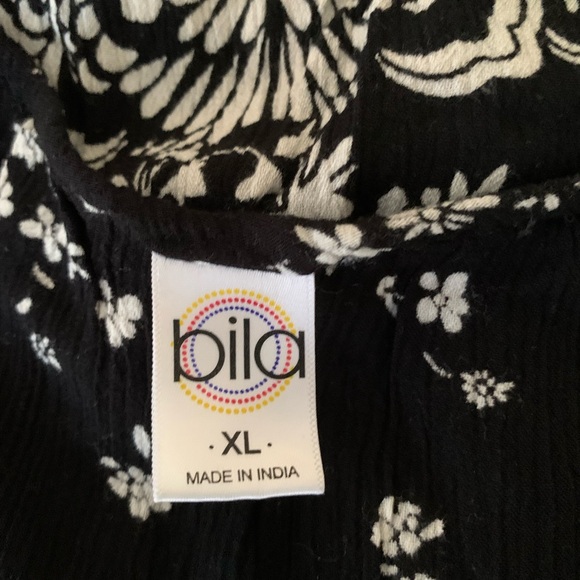 bila
· XL ·
MADE IN INDIA